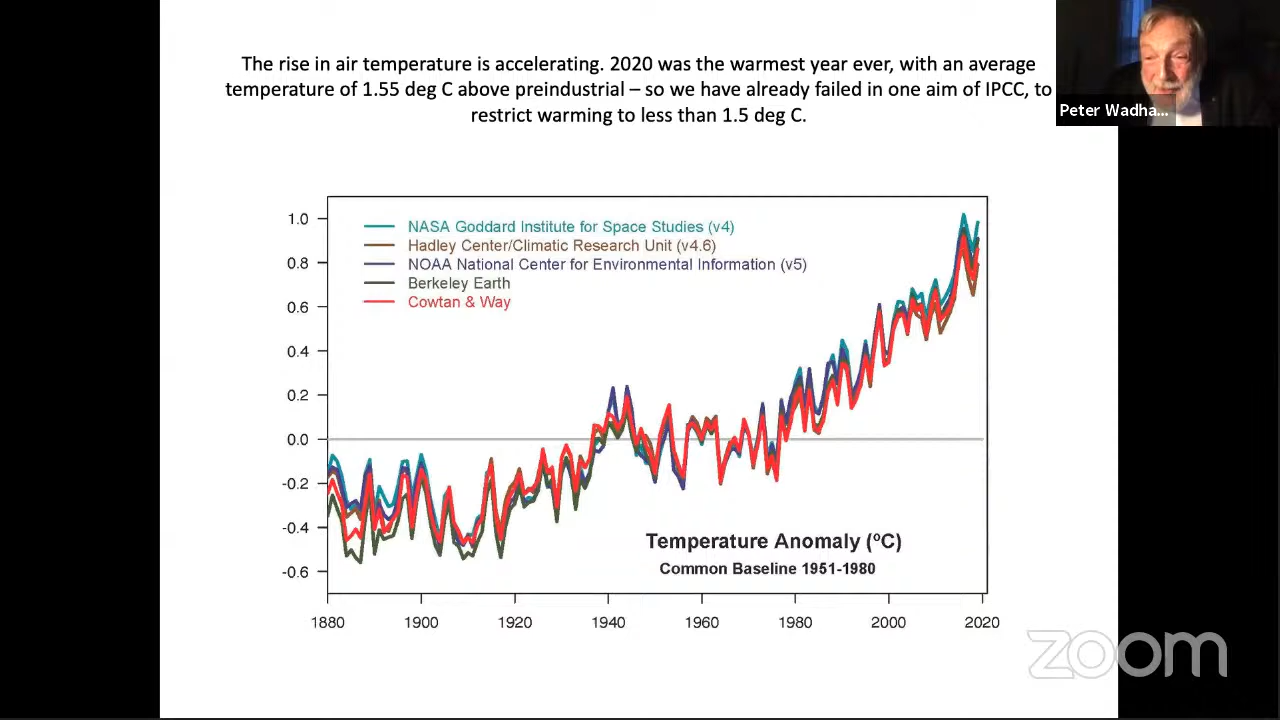 The rise in air temperature is accelerating. 2020 was the warmest year ever, with an average
temperature of 1.55 deg C above preindustrial – so we have already failed in one aim of IPCC, to
restrict warming to less than 1.5 deg C.
Peter Wadha...
NASA Goddard Institute for Space Studies (v4)
Hadley Center/Climatic Research Unit (v4.6)
NOAA National Center for Environmental Information (v5)
Berkeley Earth
Cowtan & Way
1.0
0.8
0.6
0.4
0.2
0.0
-0.2
-0.4
-0.6
Temperature Anomaly (ºC)
Common Baseline 1951-1980
1880 1900 1920 1940 1960 1980 2000 2020
zoom